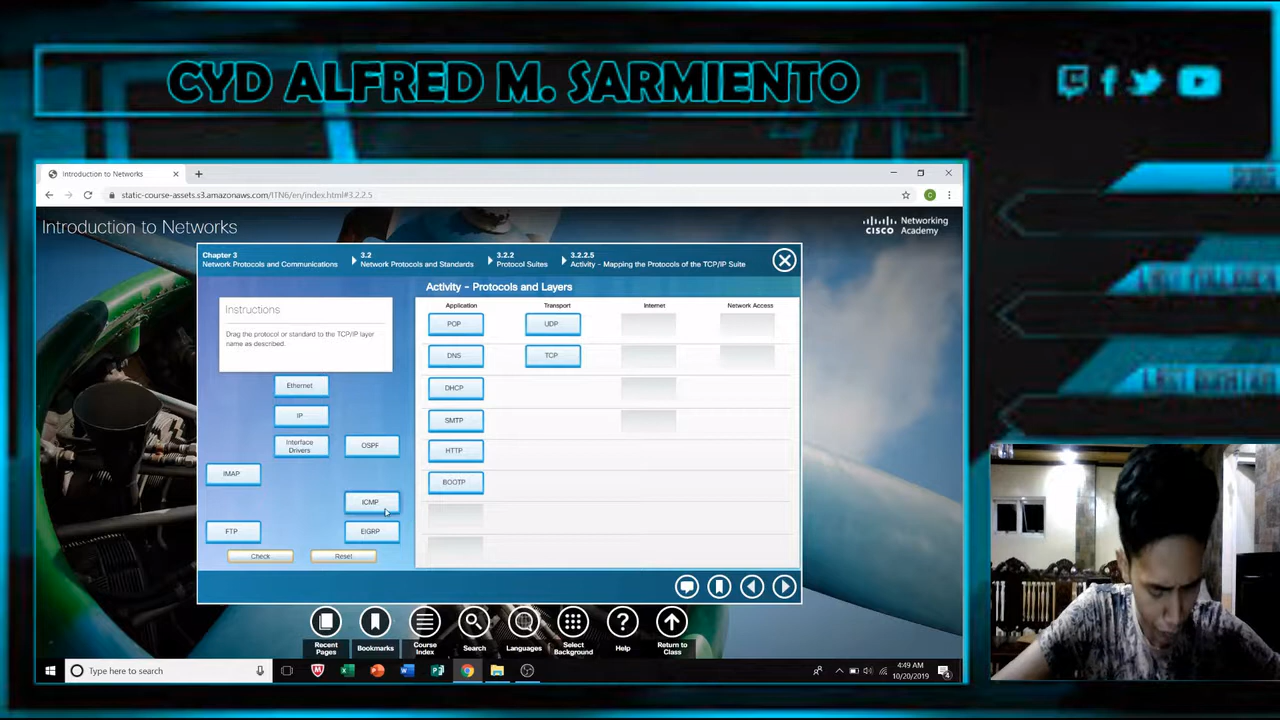 CYD ALFRED M. SARMIENTO
Introduction to Networks
static-course-assets.s3.amazonaws.com/ITN6/en/index.html#3.2.2.5
Introduction to Networks
CISCO
Networking
Academy
Chapter 3
Network Protocols and Communications
3.2
Network Protocols and Standards
3.2.2
Protocol Suites
3.2.2.5
Activity – Mapping the Protocols of the TCP/IP Suite
Activity – Protocols and Layers
Instructions
Drag the protocol or standard to the TCP/IP layer
name as described.
Application
Transport
Internet
Network Access
POP
UDP
DNS
TCP
DHCP
SMTP
HTTP
BOOTP
Ethernet
IP
Interface
Drivers
OSPF
IMAP
ICMP
FTP
EIGRP
Check
Reset
Recent
Pages
Bookmarks
Course
Index
Search
Languages
Select
Background
Help
Return to
Class
Type here to search
4:49 AM
10/20/2019